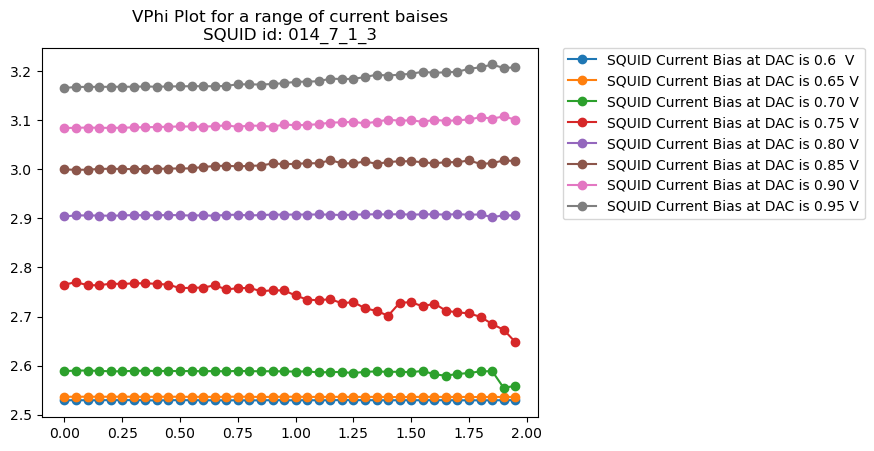 VPhi Plot for a range of current baises
SQUID id: 014_7_1_3
SQUID Current Bias at DAC is 0.6  V
SQUID Current Bias at DAC is 0.65 V
SQUID Current Bias at DAC is 0.70 V
SQUID Current Bias at DAC is 0.75 V
SQUID Current Bias at DAC is 0.80 V
SQUID Current Bias at DAC is 0.85 V
SQUID Current Bias at DAC is 0.90 V
SQUID Current Bias at DAC is 0.95 V
3.2
3.1
3.0
2.9
2.8
2.7
2.6
2.5
0.00 0.25 0.50 0.75 1.00 1.25 1.50 1.75 2.00